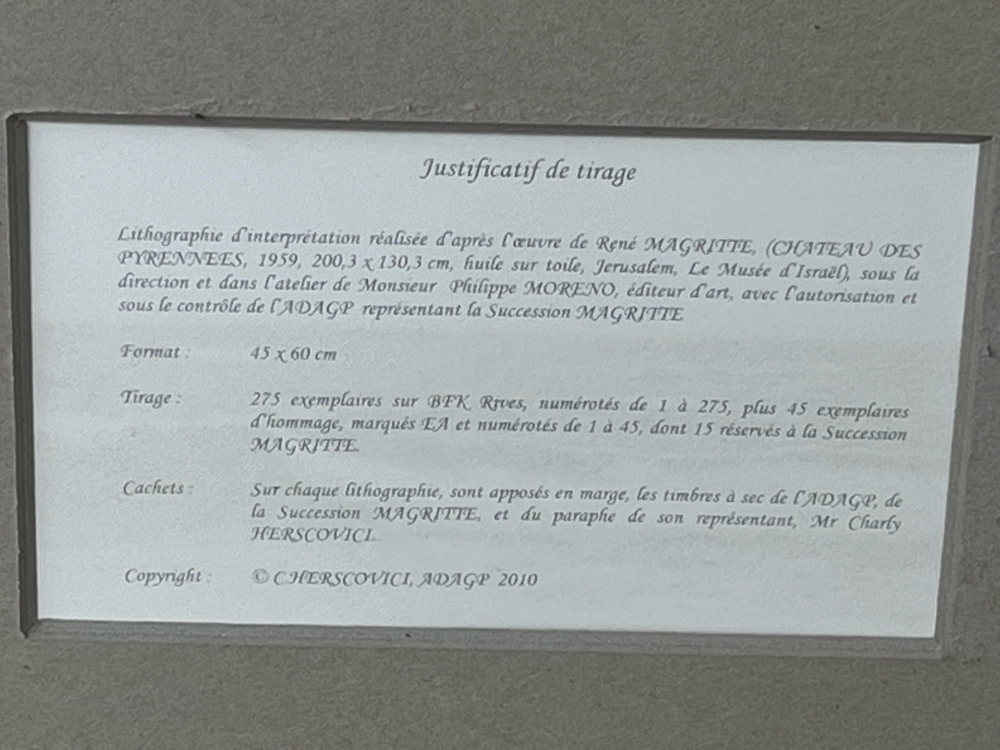 Justificatif de tirage
Lithographie d'interprétation réalisée d'après l'œuvre de René MAGRITTE, (CHATEAU DES
PYRENNEES, 1959, 200,3 x 130,3 cm, huile sur toile, Jerusalem, Le Musée d'Israël), sous la
direction et dans l'atelier de Monsieur Philippe MORENO, éditeur d'art, avec l'autorisation et
sous le contrôle de l'ADAGP représentant la Succession MAGRITTE
Format : 45 x 60 cm
Tirage : 275 exemplaires sur BFK Rives, numérotés de 1 à 275, plus 45 exemplaires
d'hommage, marqués EA et numérotés de 1 à 45, dont 15 réservés à la Succession
MAGRITTE.
Cachets : Sur chaque lithographie, sont apposés en marge, les timbres à sec de l'ADAGP, de
la Succession MAGRITTE, et du paraphe de son représentant, Mr Charly
HERSCOVICI.
Copyright : © C.HERSCOVICI, ADAGP 2010